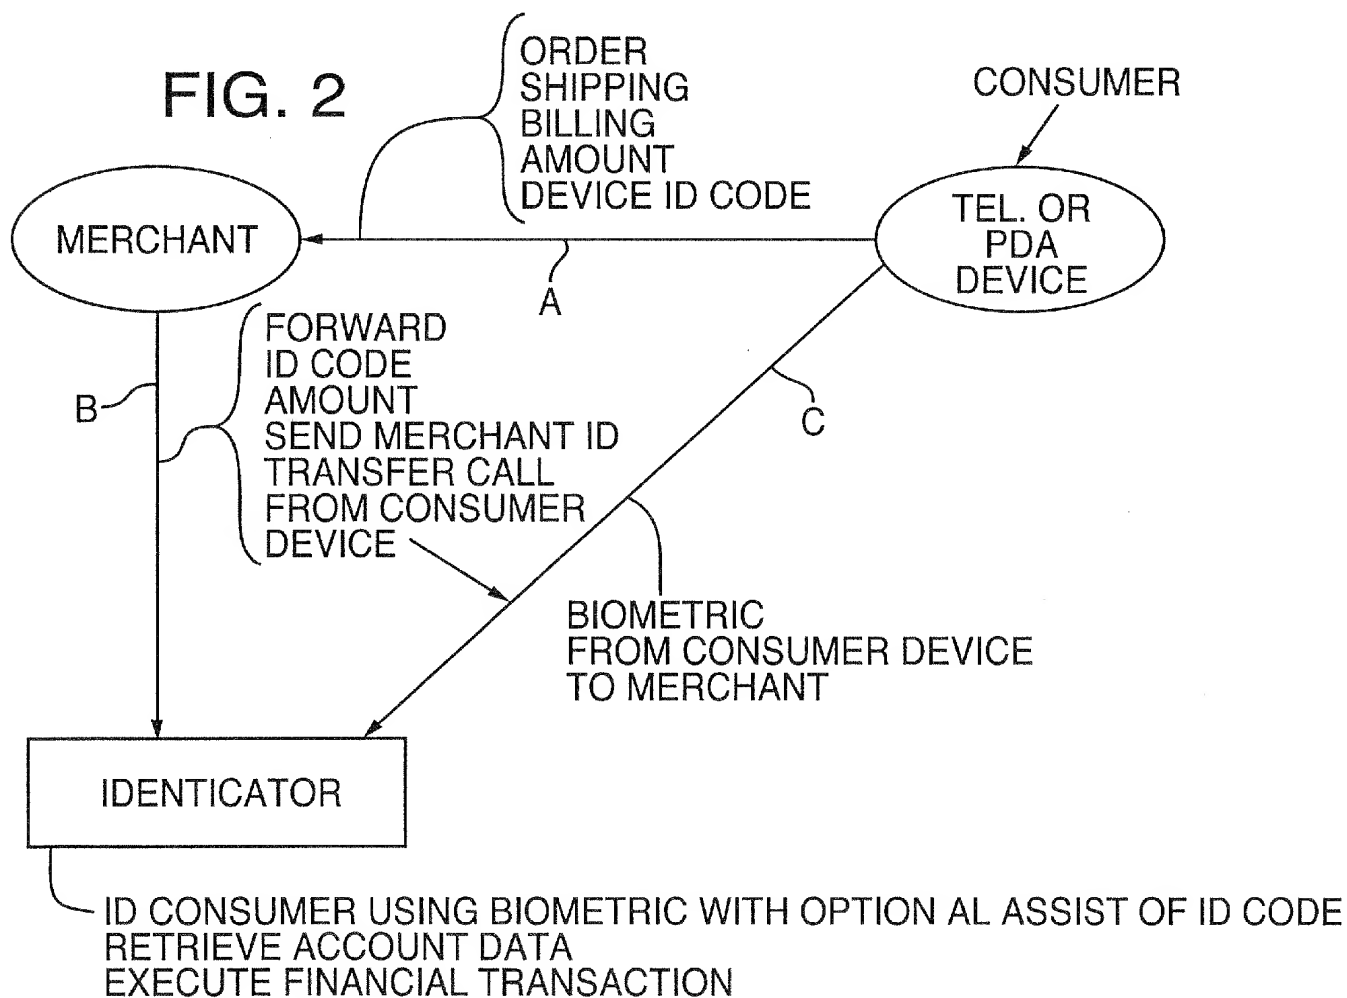 FIG. 2
ORDER
SHIPPING
BILLING
AMOUNT
DEVICE ID CODE
CONSUMER
MERCHANT
TEL. OR
PDA
DEVICE
A
FORWARD
ID CODE
AMOUNT
SEND MERCHANT ID
TRANSFER CALL
FROM CONSUMER
DEVICE
B
C
BIOMETRIC
FROM CONSUMER DEVICE
TO MERCHANT
IDENTICATOR
ID CONSUMER USING BIOMETRIC WITH OPTION AL ASSIST OF ID CODE
RETRIEVE ACCOUNT DATA
EXECUTE FINANCIAL TRANSACTION